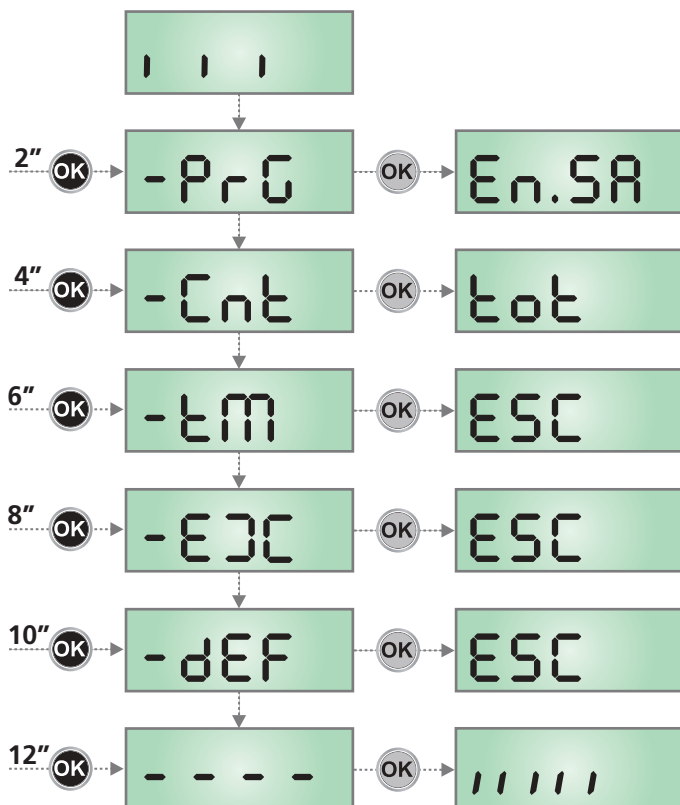 ı ı ı
2” OK -PrG OK En.SA
4” OK -Cnt OK tot
6” OK -tM OK ESC
8” OK -EJC OK ESC
10” OK -dEF OK ESC
12” OK - - - - OK ııııı